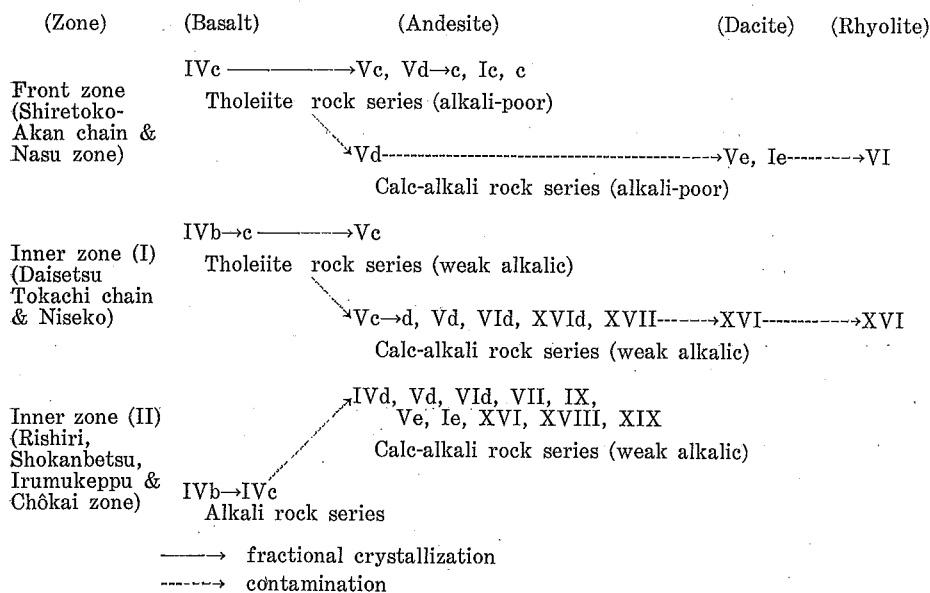 (Zone) (Basalt) (Andesite) (Dacite) (Rhyolite)
Front zone
(Shiretoko-
Akan chain &
Nasu zone)
IVc → Vc, Vd→c, Ic, c
Tholeiite rock series (alkali-poor)
Vd → Ve, Ie → VI
Calc-alkali rock series (alkali-poor)
Inner zone (I)
(Daisetsu
Tokachi chain
& Niseko)
IVb→c → Vc
Tholeiite rock series (weak alkalic)
Vc→d, Vd, VId, XVId, XVII → XVI → XVI
Calc-alkali rock series (weak alkalic)
Inner zone (II)
(Rishiri,
Shokanbetsu,
Irumukeppu &
Chôkai zone)
IVd, Vd, VId, VII, IX,
Ve, Ie, XVI, XVIII, XIX
Calc-alkali rock series (weak alkalic)
IVb→IVc
Alkali rock series
→ fractional crystallization
→ contamination